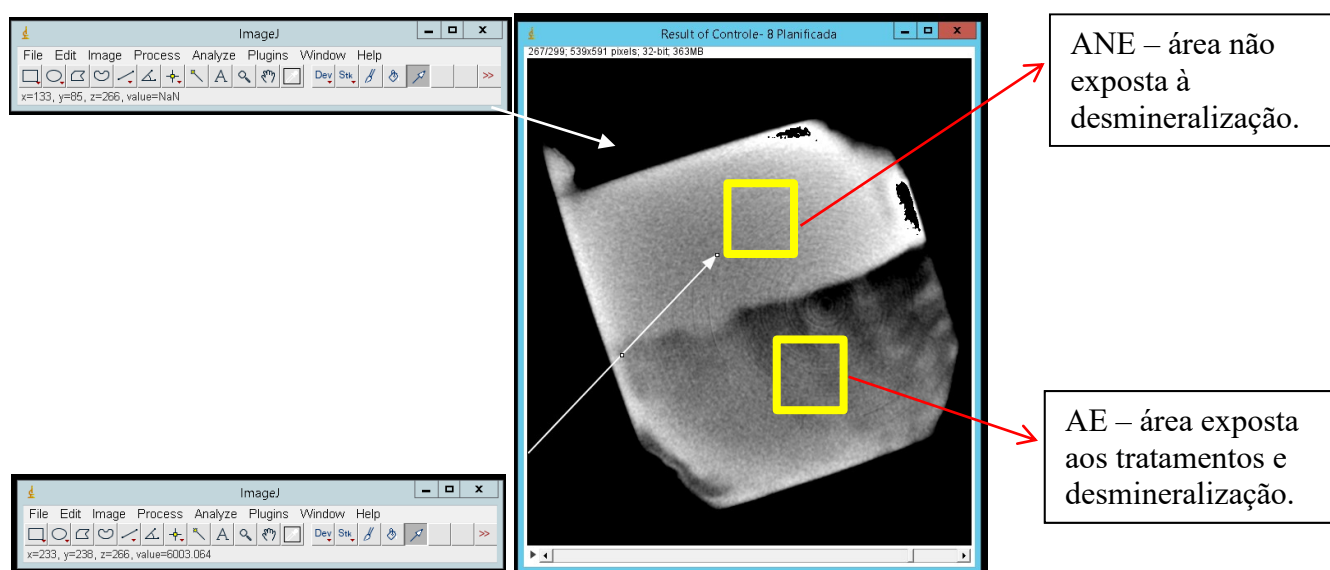 ImageJ
File Edit Image Process Analyze Plugins Window Help
A Dev Stk >>
x=133, y=85, z=266, value=NaN
Result of Controle- 8 Planificada
267/299; 539x591 pixels; 32-bit; 363MB
ANE – área não
exposta à
desmineralização.
AE – área exposta
aos tratamentos e
desmineralização.
ImageJ
File Edit Image Process Analyze Plugins Window Help
A Dev Stk >>
x=233, y=238, z=266, value=6003.064